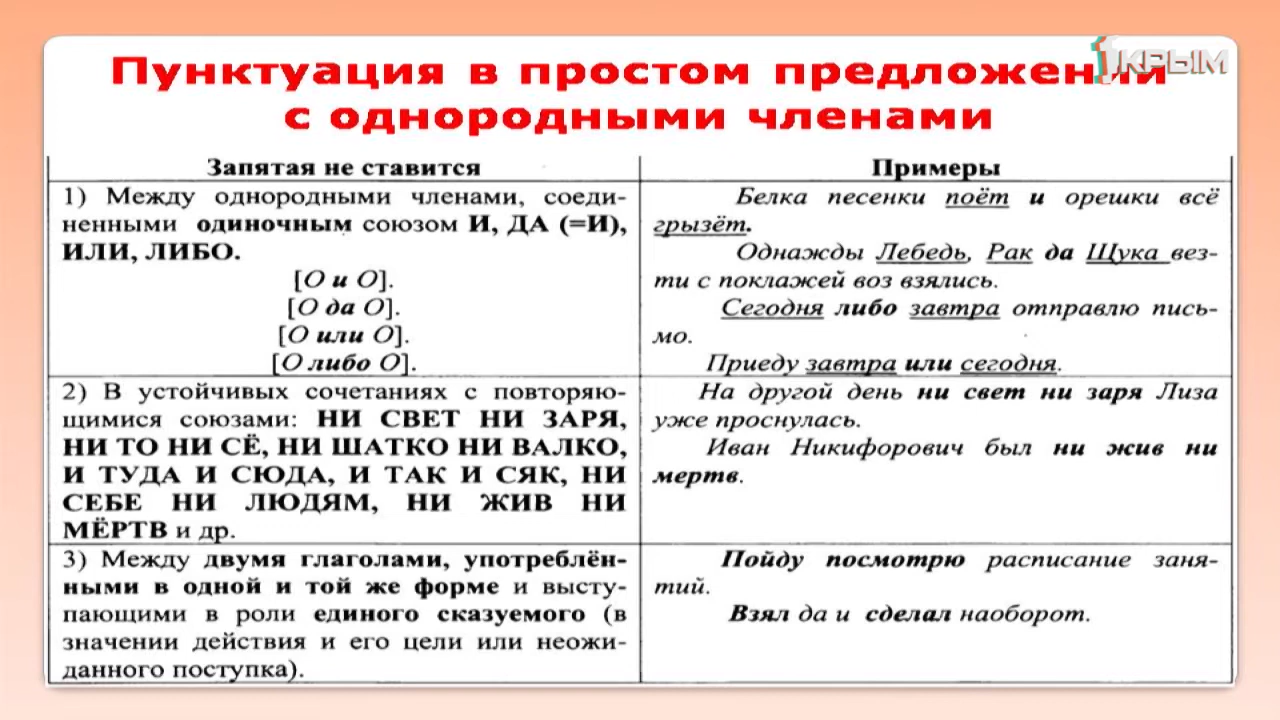 Пунктуация в простом предложении
с однородными членами
1КРЫМ
Запятая не ставится
Примеры
1) Между однородными членами, соеди-
ненными одиночным союзом И, ДА (=И),
ИЛИ, ЛИБО.
[О и О].
[О да О].
[О или О].
[О либо О].
Белка песенки поёт и орешки всё
грызёт.
Однажды Лебедь, Рак да Щука вез-
ти с поклажей воз взялись.
Сегодня либо завтра отправлю пись-
мо.
Приеду завтра или сегодня.
2) В устойчивых сочетаниях с повторяю-
щимися союзами: НИ СВЕТ НИ ЗАРЯ,
НИ ТО НИ СЁ, НИ ШАТКО НИ ВАЛКО,
И ТУДА И СЮДА, И ТАК И СЯК, НИ
СЕБЕ НИ ЛЮДЯМ, НИ ЖИВ НИ
МЁРТВ и др.
На другой день ни свет ни заря Лиза
уже проснулась.
Иван Никифорович был ни жив ни
мертв.
3) Между двумя глаголами, употреблён-
ными в одной и той же форме и высту-
пающими в роли единого сказуемого (в
значении действия и его цели или неожи-
данного поступка).
Пойду посмотрю расписание заня-
тий.
Взял да и сделал наоборот.